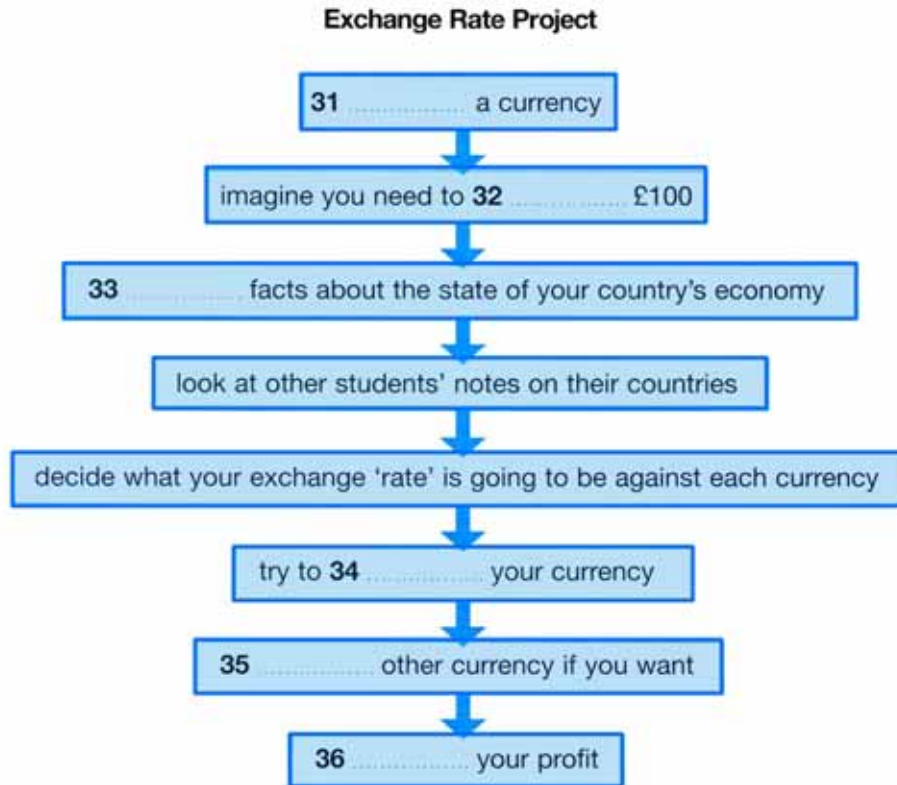 Exchange Rate Project
31 ................ a currency
imagine you need to 32 ................ £100
33 ................ facts about the state of your country's economy
look at other students' notes on their countries
decide what your exchange 'rate' is going to be against each currency
try to 34 ................ your currency
35 ................ other currency if you want
36 ................ your profit